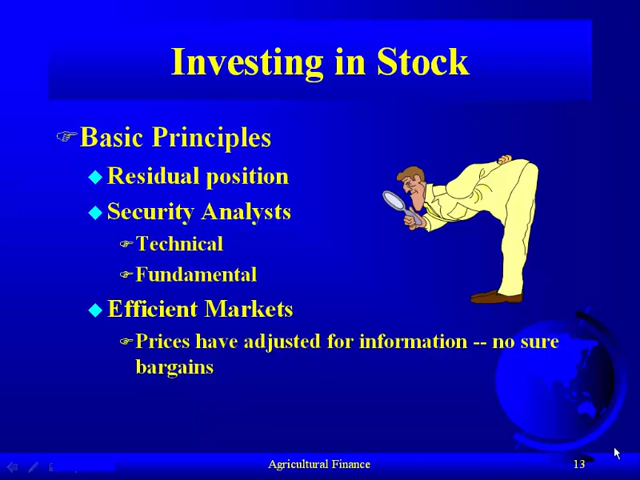 Investing in Stock
Basic Principles
Residual position
Security Analysts
Technical
Fundamental
Efficient Markets
Prices have adjusted for information -- no sure
bargains
Agricultural Finance
13